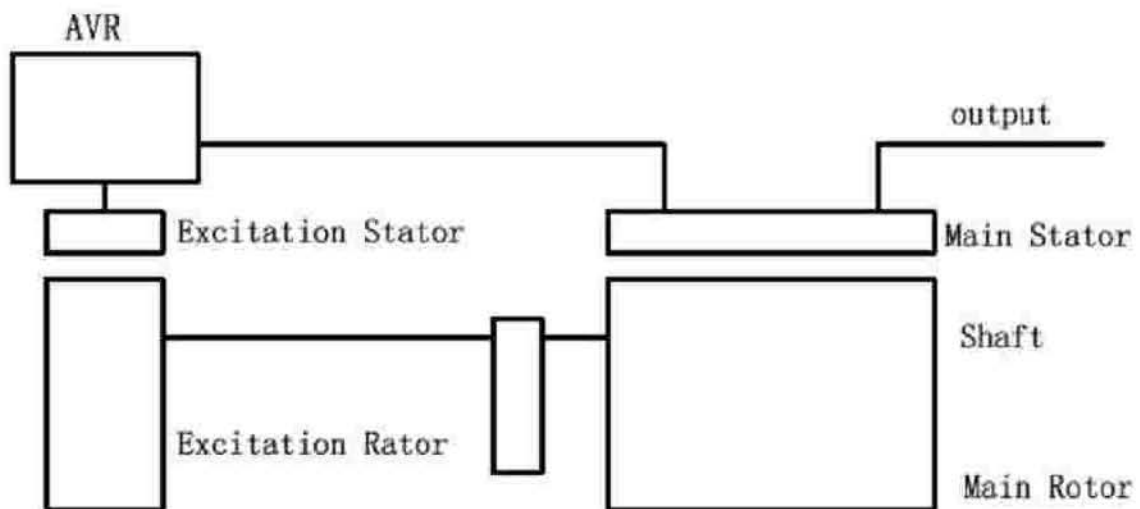 AVR
output
Excitation Stator
Main Stator
Shaft
Excitation Rator
Main Rotor